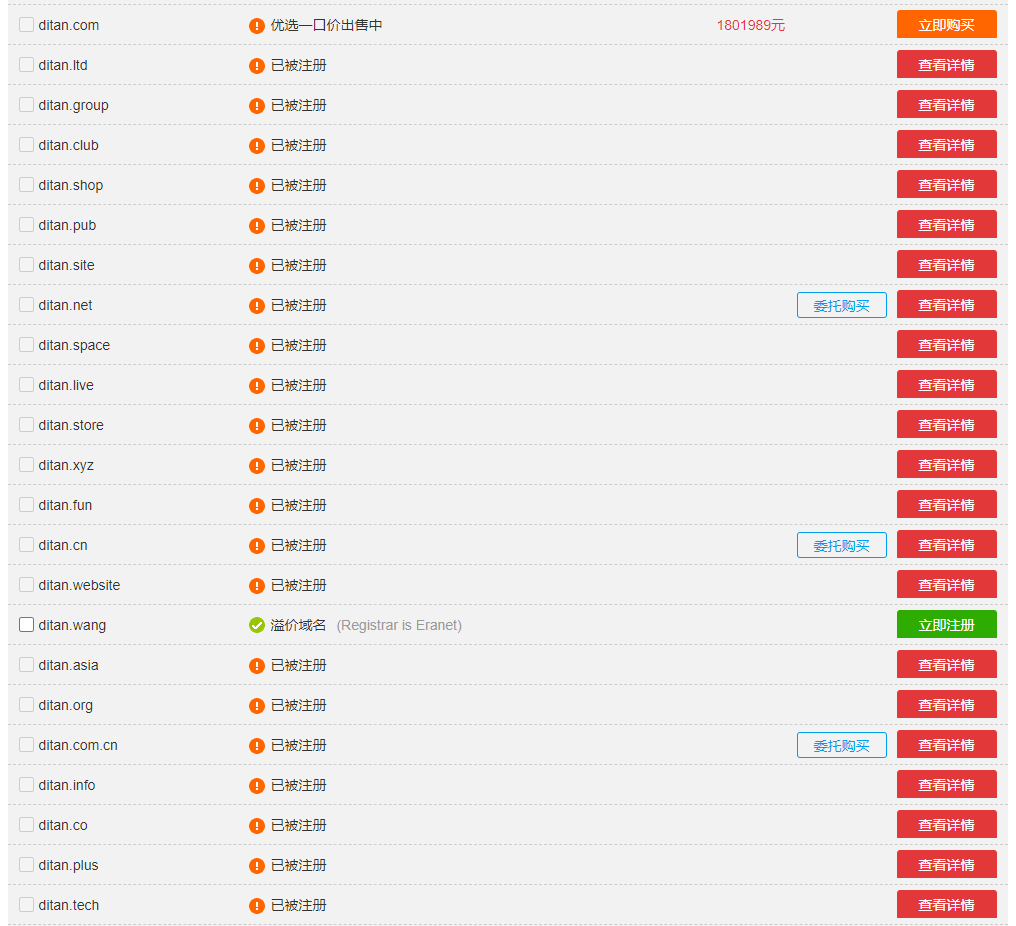 ditan.com 优选一口价出售中 1801989元 立即购买
ditan.ltd 已被注册 查看详情
ditan.group 已被注册 查看详情
ditan.club 已被注册 查看详情
ditan.shop 已被注册 查看详情
ditan.pub 已被注册 查看详情
ditan.site 已被注册 查看详情
ditan.net 已被注册 委托购买 查看详情
ditan.space 已被注册 查看详情
ditan.live 已被注册 查看详情
ditan.store 已被注册 查看详情
ditan.xyz 已被注册 查看详情
ditan.fun 已被注册 查看详情
ditan.cn 已被注册 委托购买 查看详情
ditan.website 已被注册 查看详情
ditan.wang 溢价域名 (Registrar is Eranet) 立即注册
ditan.asia 已被注册 查看详情
ditan.org 已被注册 查看详情
ditan.com.cn 已被注册 委托购买 查看详情
ditan.info 已被注册 查看详情
ditan.co 已被注册 查看详情
ditan.plus 已被注册 查看详情
ditan.tech 已被注册 查看详情